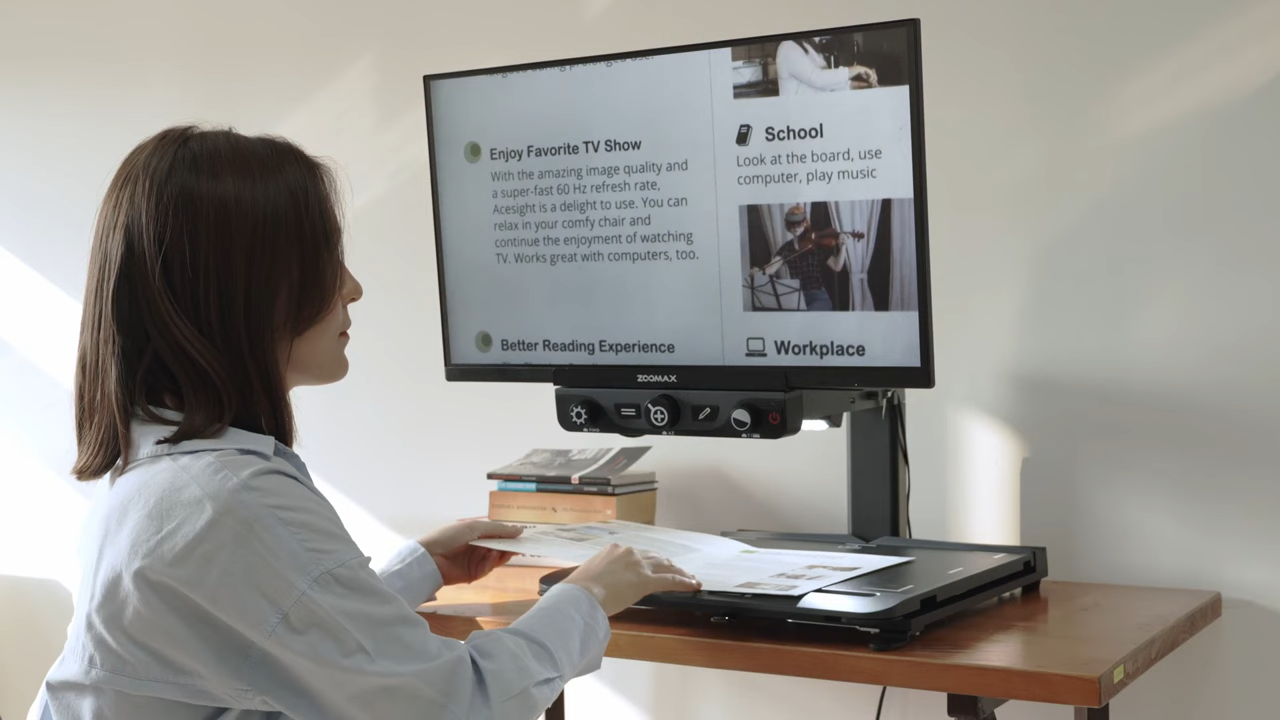 Enjoy Favorite TV Show
With the amazing image quality and
a super-fast 60 Hz refresh rate,
Acesight is a delight to use. You can
relax in your comfy chair and
continue the enjoyment of watching
TV. Works great with computers, too.
Better Reading Experience
School
Look at the board, use
computer, play music
Workplace
ZOOMAX